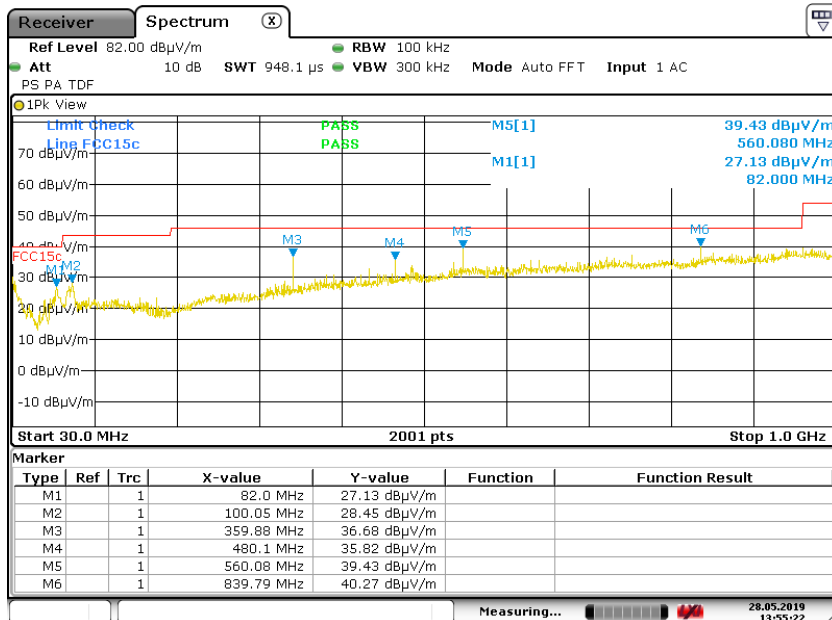 Receiver Spectrum X
Ref Level 82.00 dBµV/m RBW 100 kHz
Att 10 dB SWT 948.1 µs VBW 300 kHz Mode Auto FFT Input 1 AC
PS PA TDF
1Pk View
Limit Check PASS M5[1] 39.43 dBµV/m
Line FCC15c PASS 560.080 MHz
M1[1] 27.13 dBµV/m
82.000 MHz
70 dBµV/m
60 dBµV/m
50 dBµV/m
40 dBµV/m
FCC15c
30 dBµV/m
20 dBµV/m
10 dBµV/m
0 dBµV/m
-10 dBµV/m
M1 M2 M3 M4 M5 M6
Start 30.0 MHz 2001 pts Stop 1.0 GHz
Marker
Type Ref Trc X-value Y-value Function Function Result
M1 1 82.0 MHz 27.13 dBµV/m
M2 1 100.05 MHz 28.45 dBµV/m
M3 1 359.88 MHz 36.68 dBµV/m
M4 1 480.1 MHz 35.82 dBµV/m
M5 1 560.08 MHz 39.43 dBµV/m
M6 1 839.79 MHz 40.27 dBµV/m
Measuring... LXI 28.05.2019
13:55:22